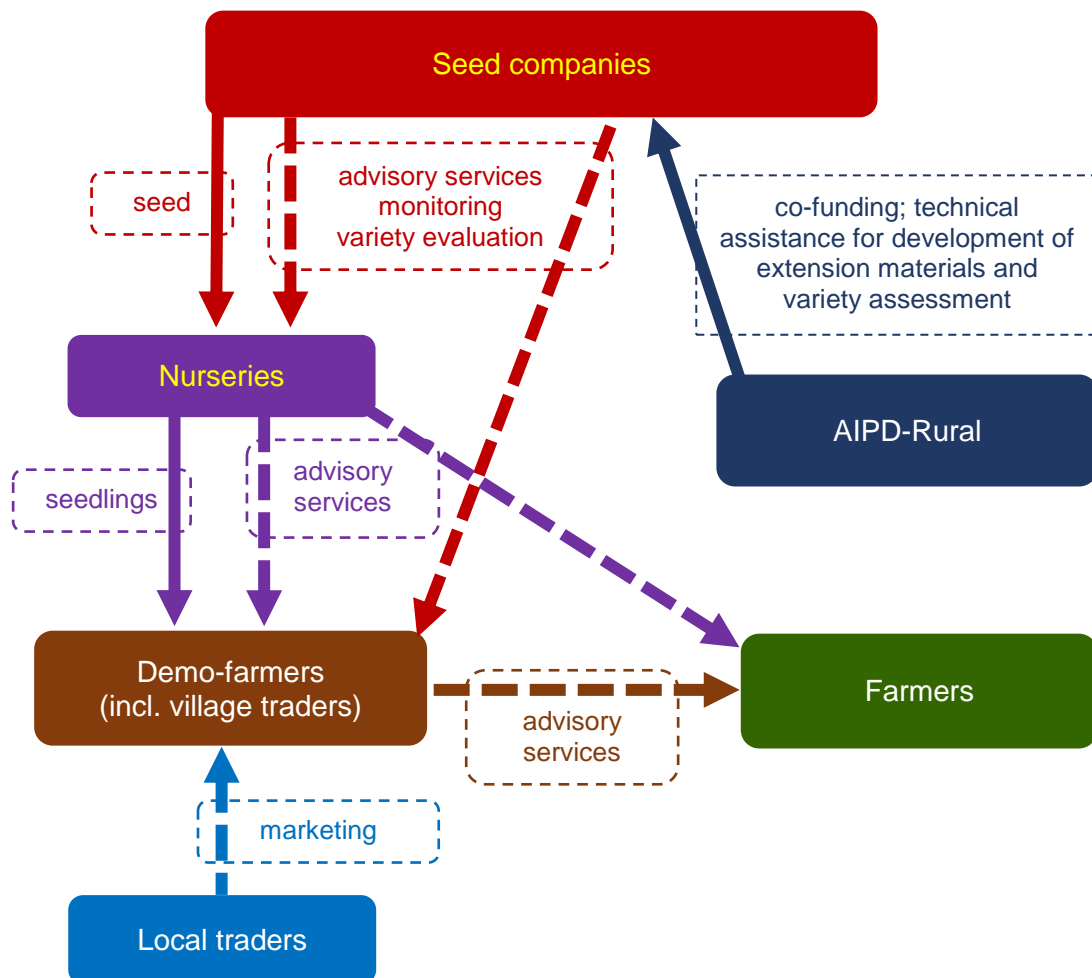 Seed companies
seed
advisory services
monitoring
variety evaluation
co-funding; technical
assistance for development of
extension materials and
variety assessment
Nurseries
AIPD-Rural
seedlings
advisory
services
Demo-farmers
(incl. village traders)
Farmers
advisory
services
marketing
Local traders